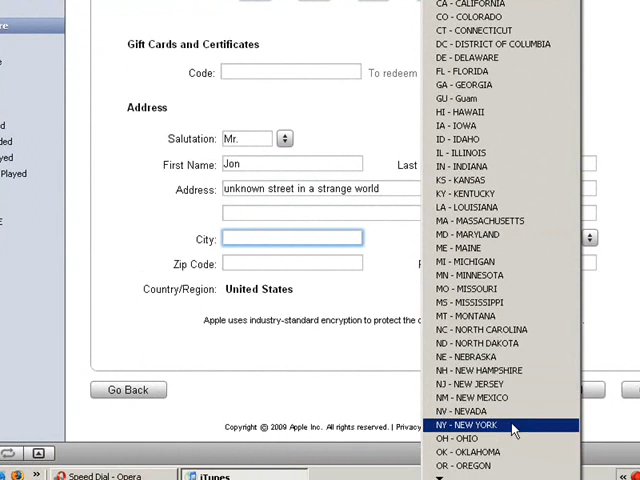 re
Gift Cards and Certificates
Code:
To redeem
Address
Salutation: Mr.
First Name: Jon
Last
Address: unknown street in a strange world
City:
Zip Code:
Country/Region: United States
Apple uses industry-standard encryption to protect the c
Go Back
Copyright © 2009 Apple Inc. All rights reserved. | Privacy
d
ded
yed
Played
E
CA - CALIFORNIA
CO - COLORADO
CT - CONNECTICUT
DC - DISTRICT OF COLUMBIA
DE - DELAWARE
FL - FLORIDA
GA - GEORGIA
GU - Guam
HI - HAWAII
IA - IOWA
ID - IDAHO
IL - ILLINOIS
IN - INDIANA
KS - KANSAS
KY - KENTUCKY
LA - LOUISIANA
MA - MASSACHUSETTS
MD - MARYLAND
ME - MAINE
MI - MICHIGAN
MN - MINNESOTA
MO - MISSOURI
MS - MISSISSIPPI
MT - MONTANA
NC - NORTH CAROLINA
ND - NORTH DAKOTA
NE - NEBRASKA
NH - NEW HAMPSHIRE
NJ - NEW JERSEY
NM - NEW MEXICO
NV - NEVADA
NY - NEW YORK
OH - OHIO
OK - OKLAHOMA
OR - OREGON
Speed Dial - Opera
iTunes